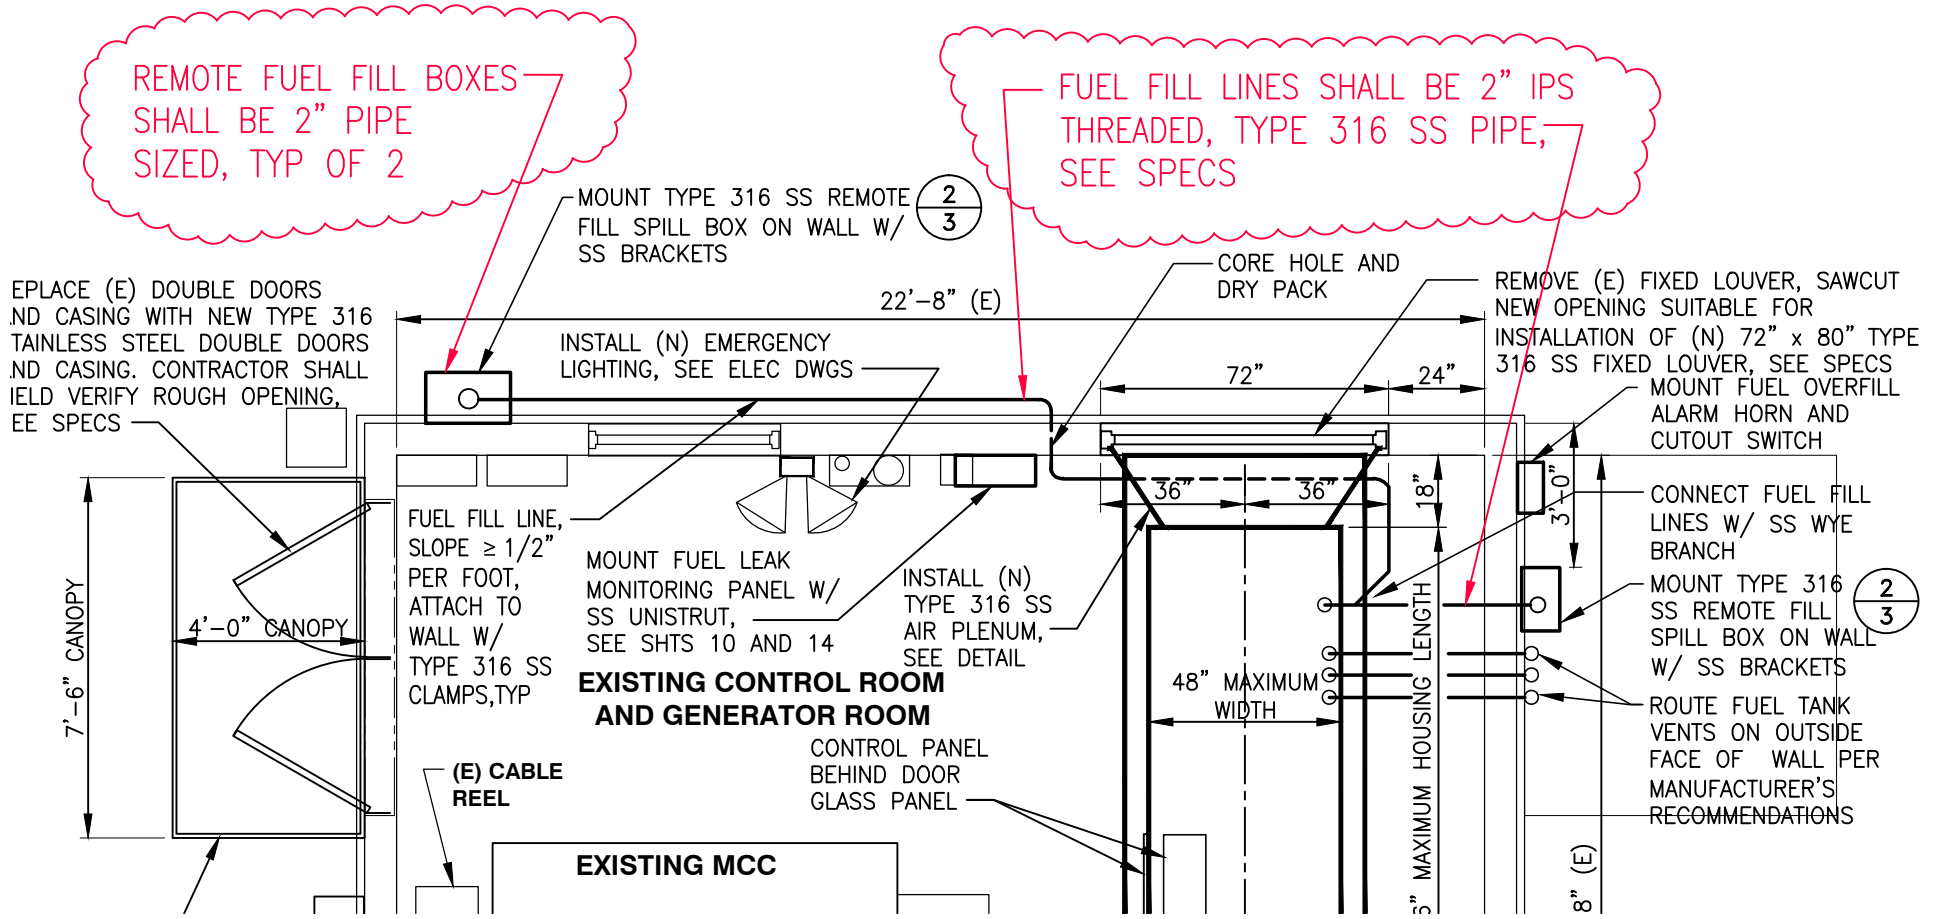 REMOTE FUEL FILL BOXES
SHALL BE 2" PIPE
SIZED, TYP OF 2
FUEL FILL LINES SHALL BE 2" IPS
THREADED, TYPE 316 SS PIPE,
SEE SPECS
MOUNT TYPE 316 SS REMOTE
FILL SPILL BOX ON WALL W/
SS BRACKETS
2
3
CORE HOLE AND
DRY PACK
REMOVE (E) FIXED LOUVER, SAWCUT
NEW OPENING SUITABLE FOR
INSTALLATION OF (N) 72" x 80" TYPE
316 SS FIXED LOUVER, SEE SPECS
EPLACE (E) DOUBLE DOORS
ND CASING WITH NEW TYPE 316
TAINLESS STEEL DOUBLE DOORS
ND CASING. CONTRACTOR SHALL
IELD VERIFY ROUGH OPENING,
EE SPECS
22'-8" (E)
INSTALL (N) EMERGENCY
LIGHTING, SEE ELEC DWGS
72"
24"
MOUNT FUEL OVERFILL
ALARM HORN AND
CUTOUT SWITCH
36"
36"
18"
3'-0"
CONNECT FUEL FILL
LINES W/ SS WYE
BRANCH
FUEL FILL LINE,
SLOPE ≥ 1/2"
PER FOOT,
ATTACH TO
WALL W/
TYPE 316 SS
CLAMPS,TYP
MOUNT FUEL LEAK
MONITORING PANEL W/
SS UNISTRUT,
SEE SHTS 10 AND 14
INSTALL (N)
TYPE 316 SS
AIR PLENUM,
SEE DETAIL
MOUNT TYPE 316
SS REMOTE FILL
SPILL BOX ON WALL
W/ SS BRACKETS
2
3
7'-6" CANOPY
4'-0" CANOPY
EXISTING CONTROL ROOM
AND GENERATOR ROOM
48" MAXIMUM
WIDTH
6" MAXIMUM HOUSING LENGTH
ROUTE FUEL TANK
VENTS ON OUTSIDE
FACE OF WALL PER
MANUFACTURER'S
RECOMMENDATIONS
CONTROL PANEL
BEHIND DOOR
GLASS PANEL
(E) CABLE
REEL
EXISTING MCC
8" (E)